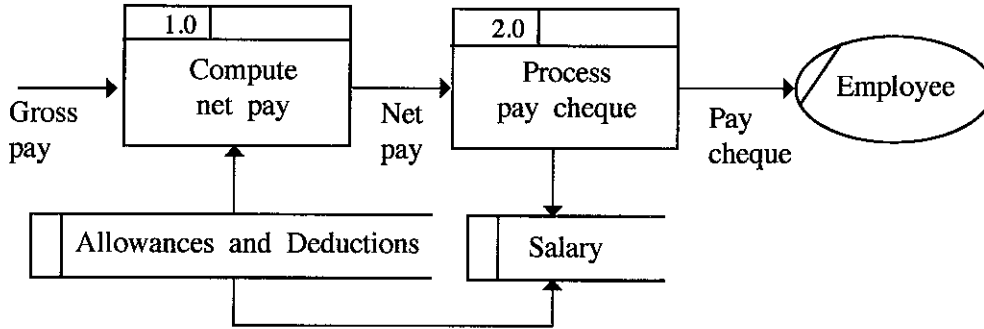 1.0
Compute
net pay
2.0
Process
pay cheque
Employee
Gross
pay
Net
pay
Pay
cheque
Allowances and Deductions
Salary